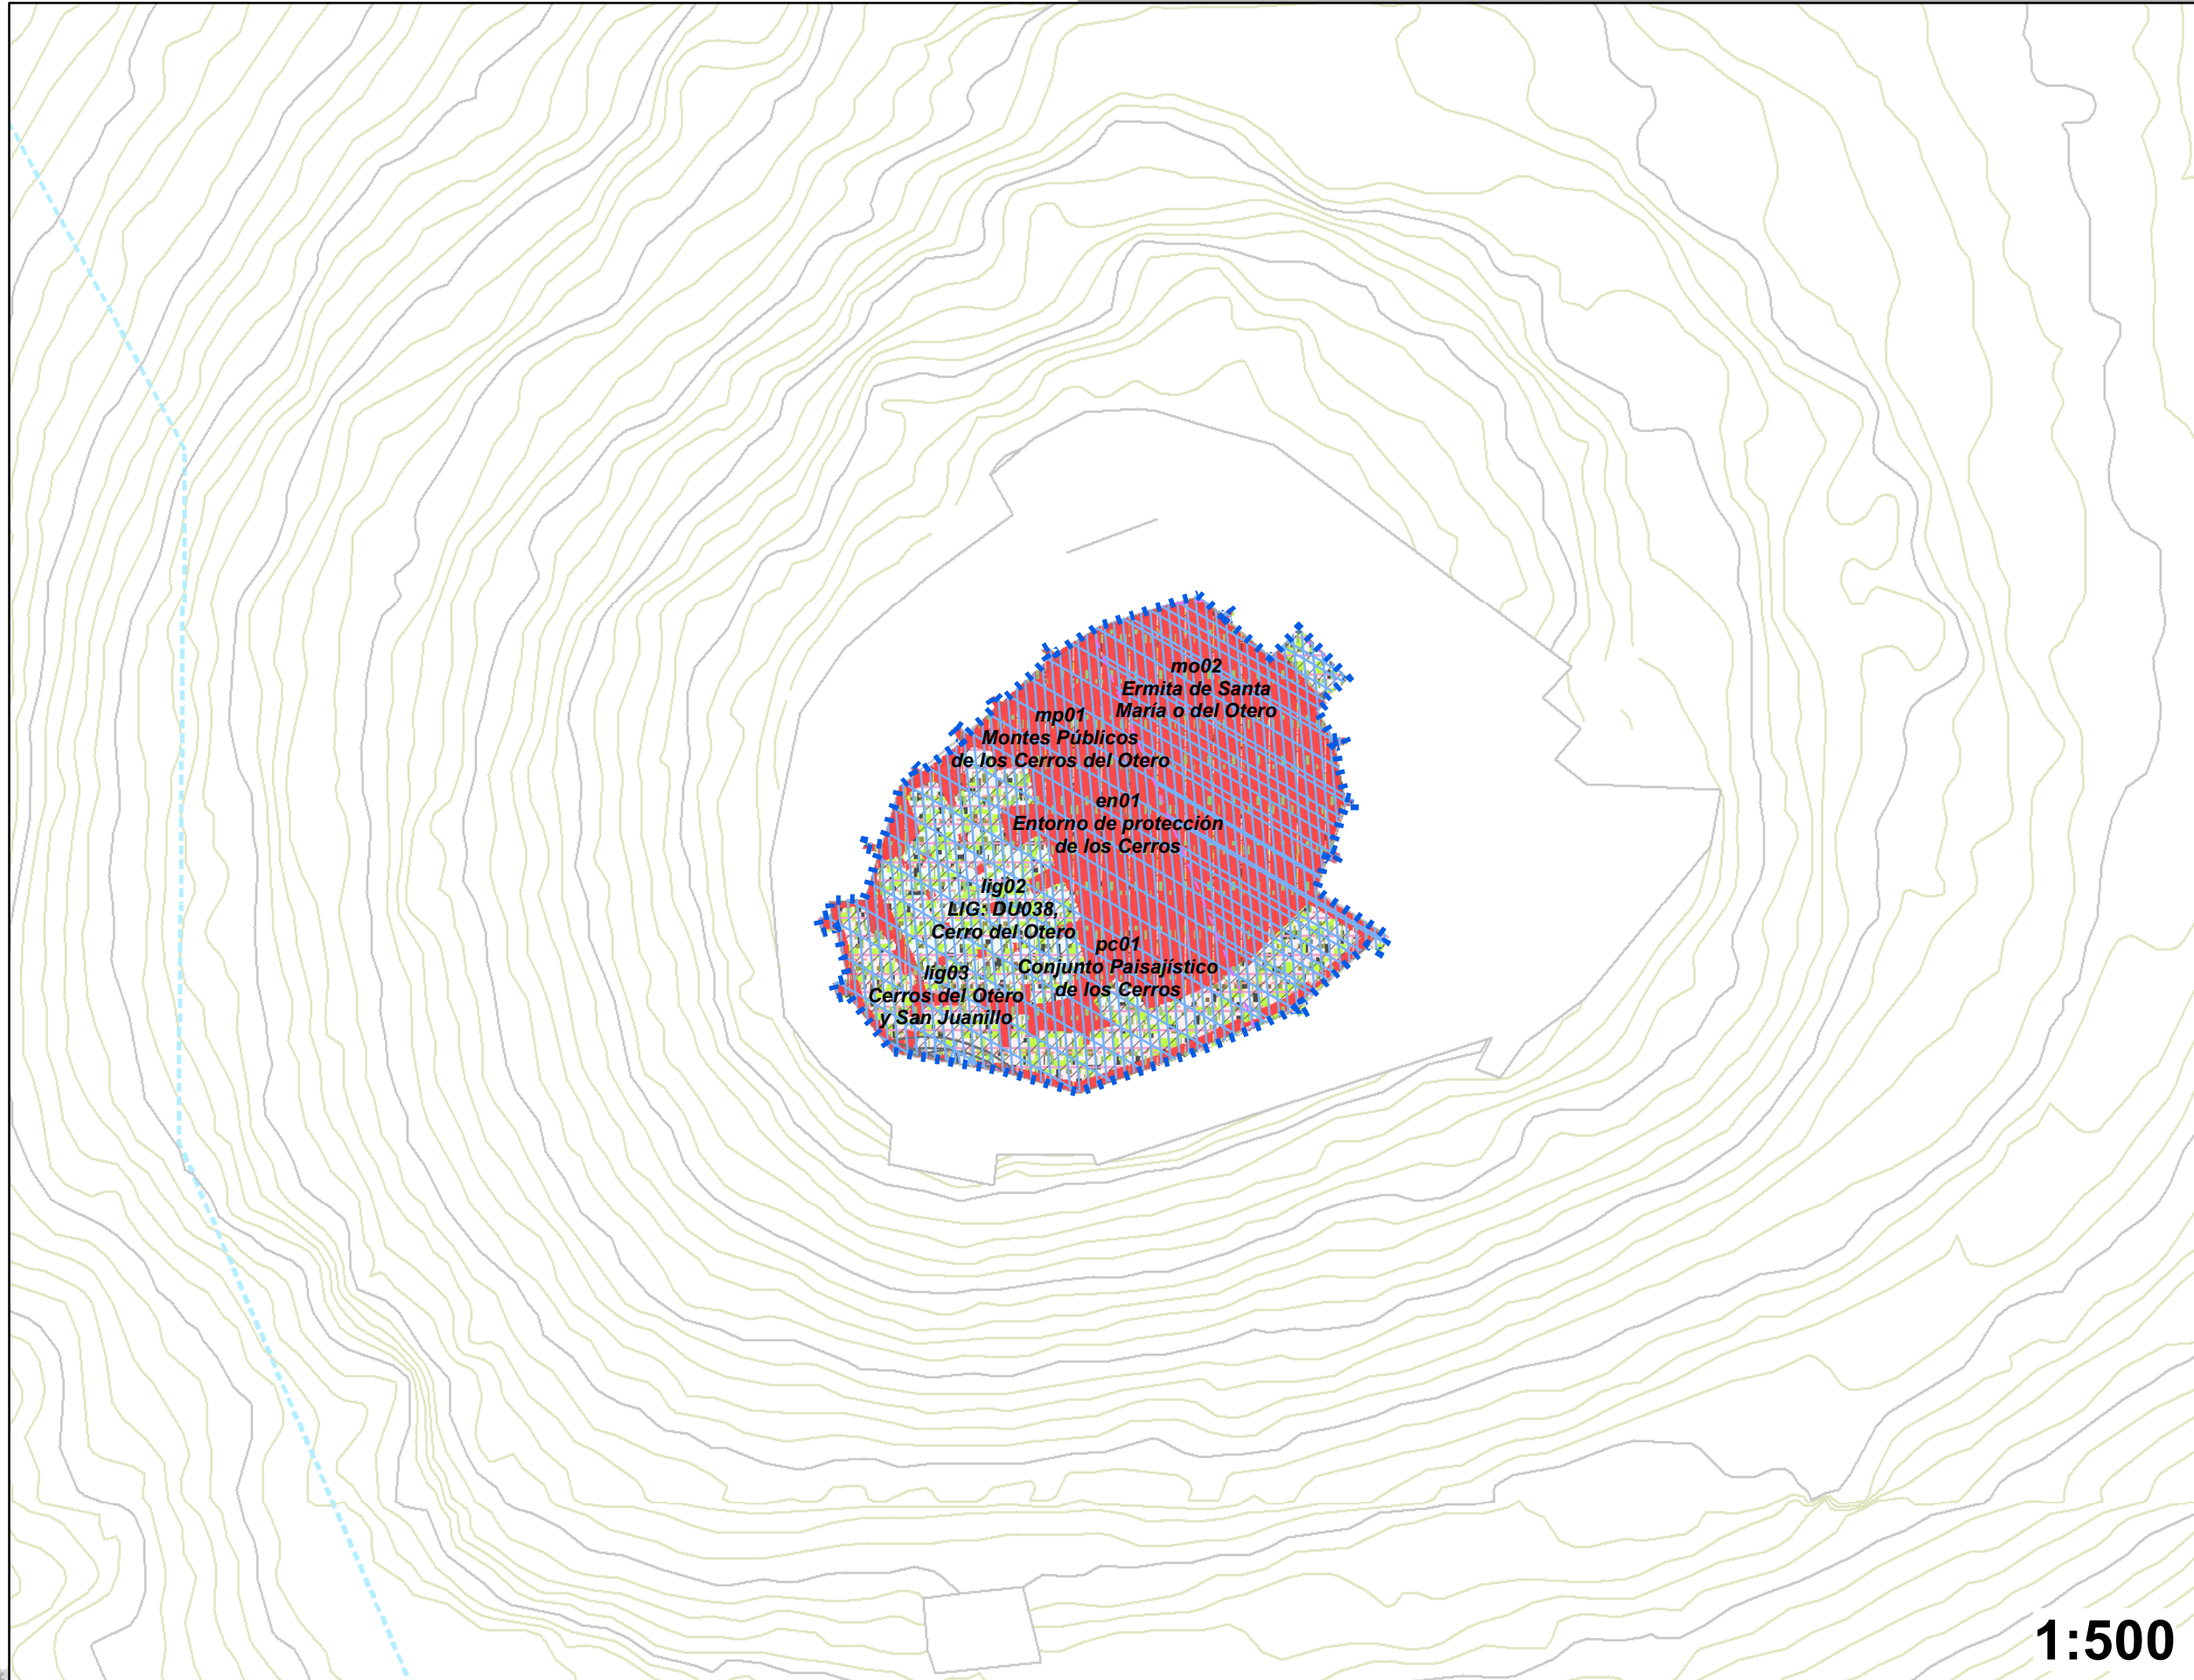 mo02
Ermita de Santa
María o del Otero
mp01
Montes Públicos
de los Cerros del Otero
en01
Entorno de protección
de los Cerros
lig02
LIG: DU038,
Cerro del Otero
pc01
Conjunto Paisajístico
de los Cerros
lig03
Cerros del Otero
y San Juanillo
1:500